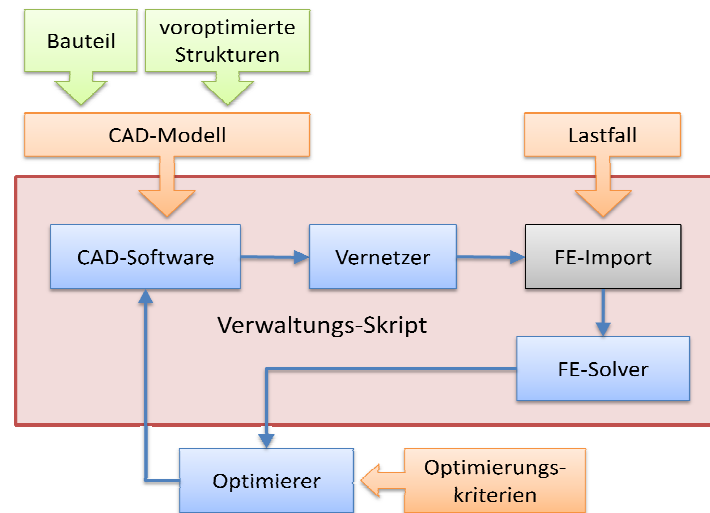 Bauteil
voroptimierte
Strukturen
CAD-Modell
Lastfall
CAD-Software
Vernetzer
FE-Import
Verwaltungs-Skript
FE-Solver
Optimierer
Optimierungs-
kriterien